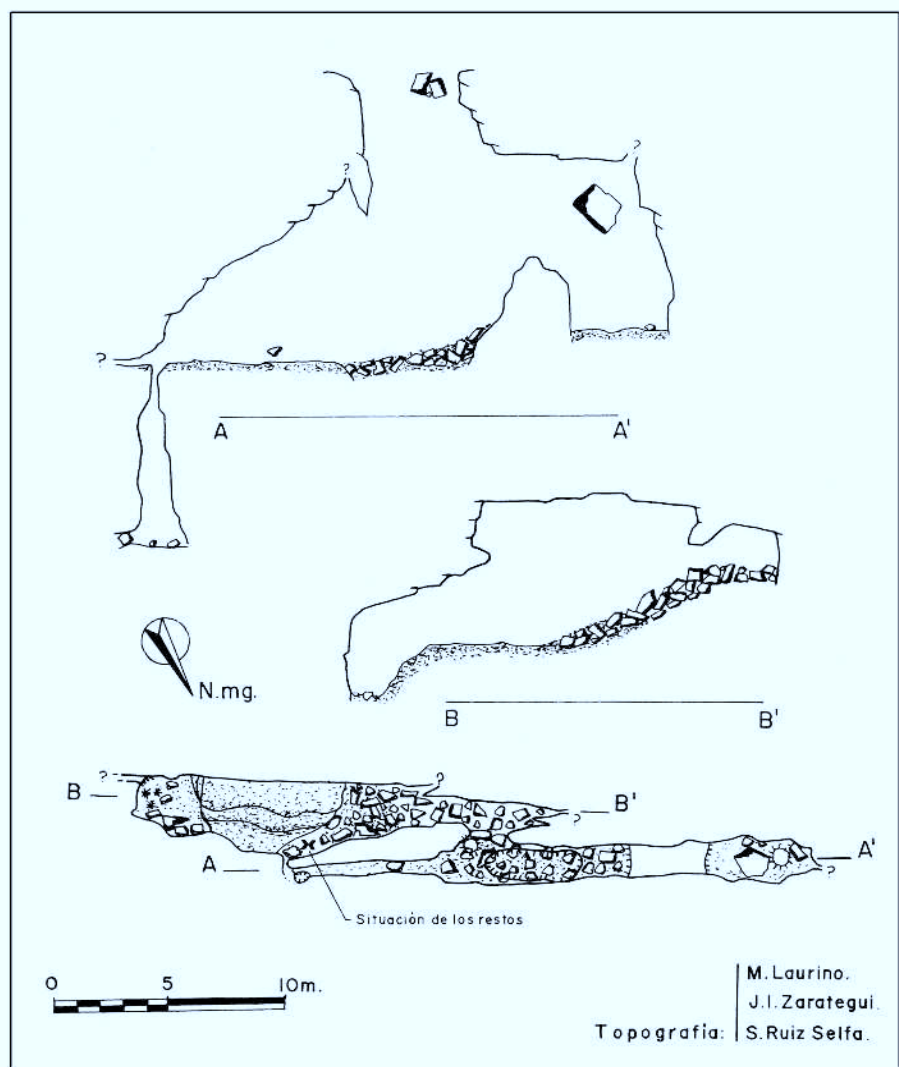 ?
?
?
A A'
N.mg.
B B'
B ? ?
B'
?
A A'
?
Situación de los restos
0 5 10m.
M. Laurino.
J.I. Zarategui.
Topografía: S. Ruiz Selfa.